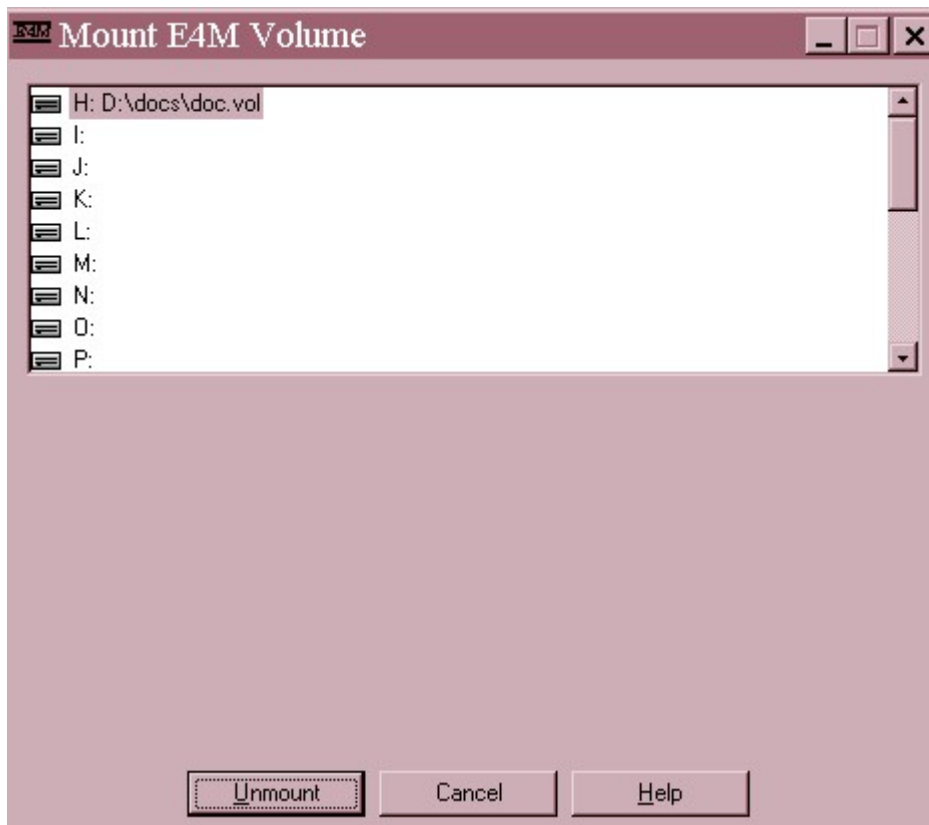 E4M Mount E4M Volume
H: D:\docs\doc.vol
I:
J:
K:
L:
M:
N:
O:
P:
Unmount Cancel Help